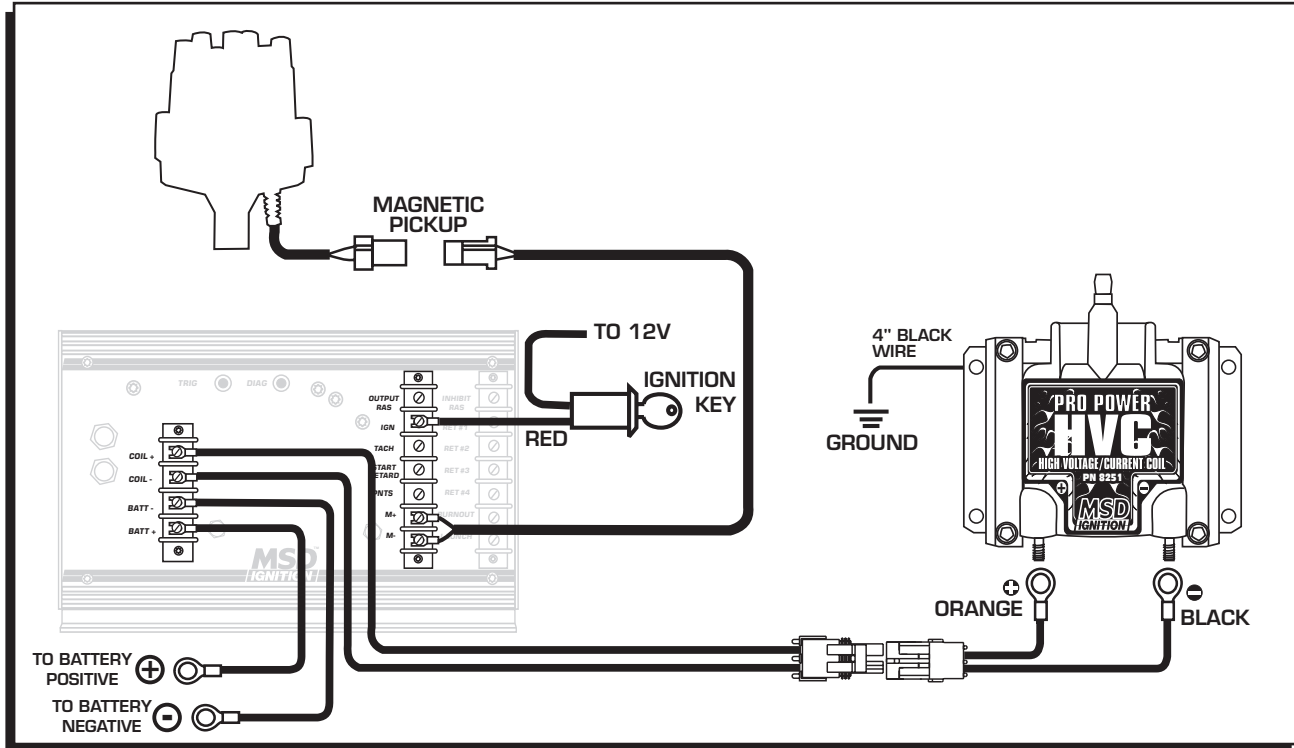 MAGNETIC
PICKUP
TO 12V
IGNITION
KEY
RED
4" BLACK
WIRE
GROUND
PRO POWER
HVC
HIGH VOLTAGE/CURRENT COIL
PN 8251
+
-
MSD
IGNITION
TRIG
DIAG
OUTPUT
RAS
IGN
TACH
START
ETARD
PNTS
M+
M-
INHIBIT
RAS
RET #1
RET #2
RET #3
RET #4
BURNOUT
COIL +
COIL -
BATT -
BATT +
MSD
IGNITION
+
ORANGE
-
BLACK
TO BATTERY
POSITIVE
+
TO BATTERY
NEGATIVE
-